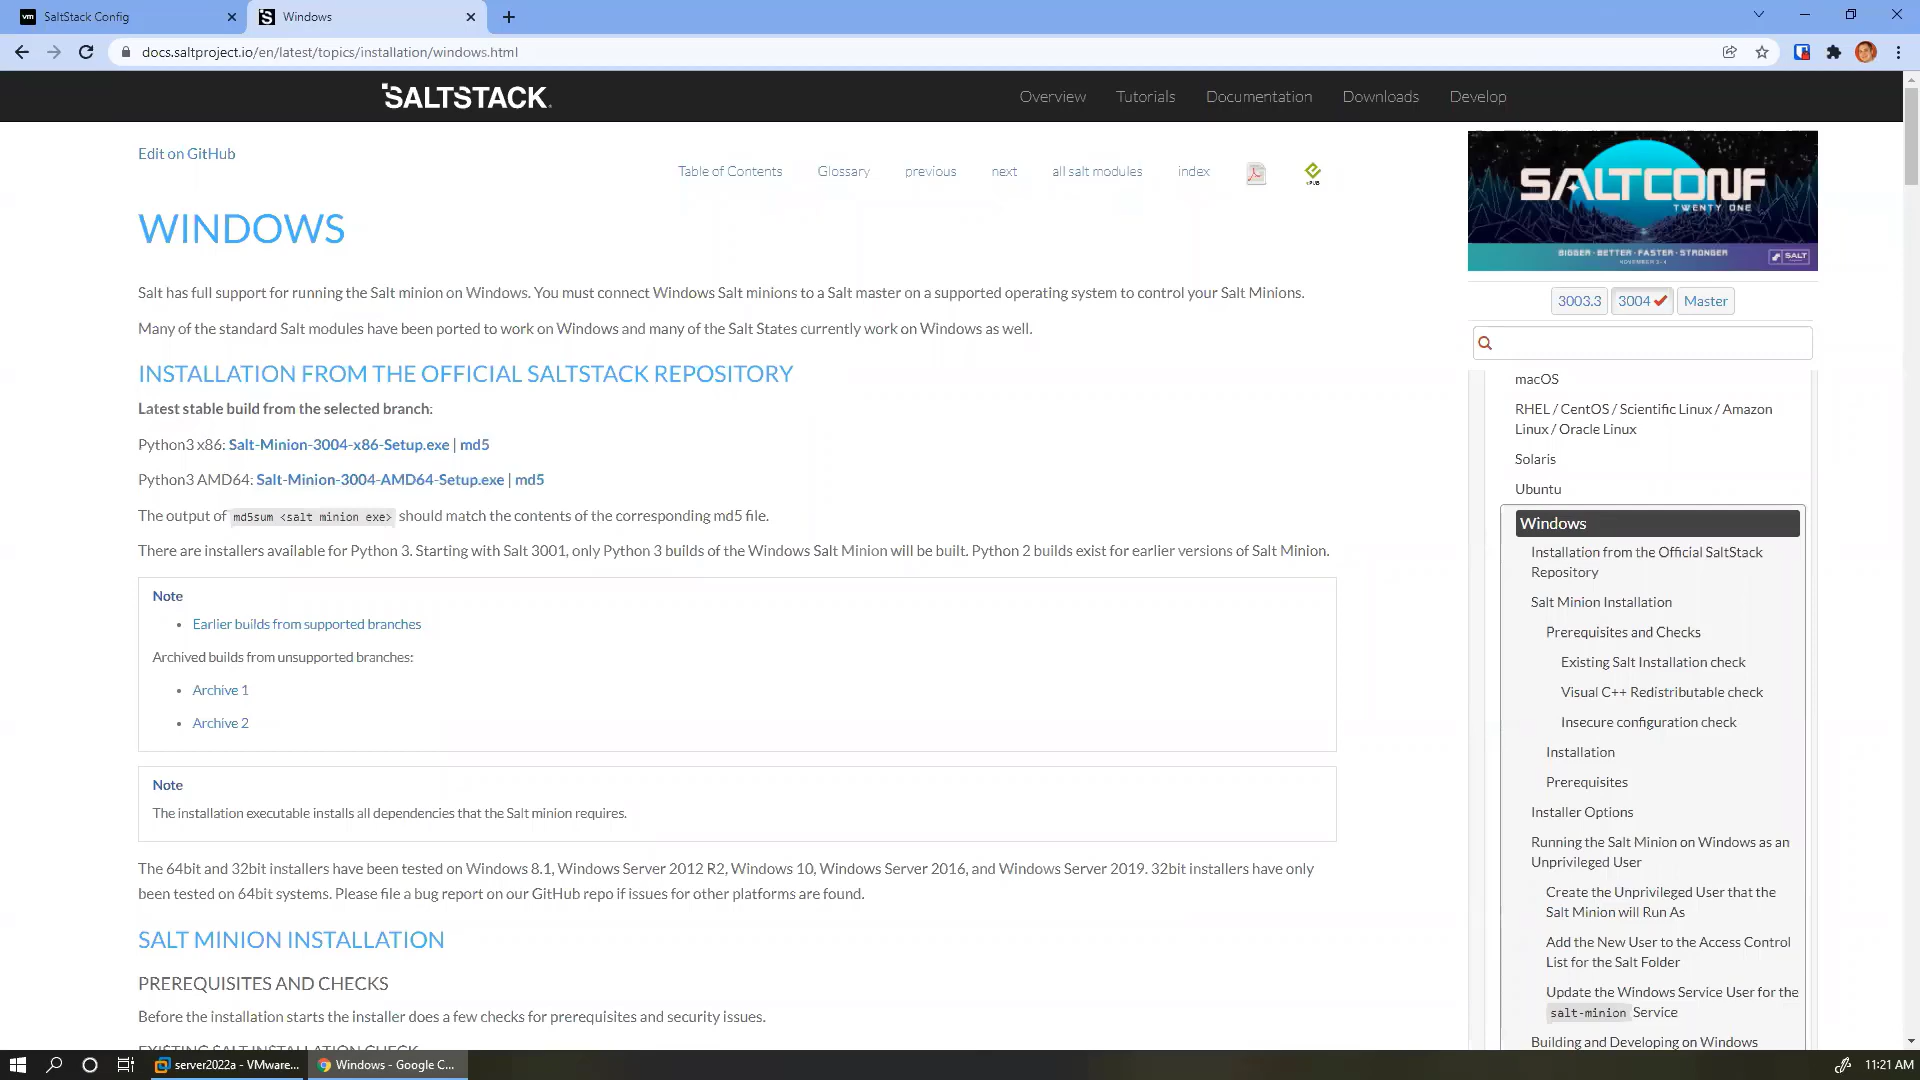 SaltStack Config
Windows
docs.saltproject.io/en/latest/topics/installation/windows.html
SALTSTACK.
Overview
Tutorials
Documentation
Downloads
Develop
Edit on GitHub
Table of Contents
Glossary
previous
next
all salt modules
index
WINDOWS
Salt has full support for running the Salt minion on Windows. You must connect Windows Salt minions to a Salt master on a supported operating system to control your Salt Minions.
Many of the standard Salt modules have been ported to work on Windows and many of the Salt States currently work on Windows as well.
INSTALLATION FROM THE OFFICIAL SALTSTACK REPOSITORY
Latest stable build from the selected branch:
Python3 x86: Salt-Minion-3004-x86-Setup.exe | md5
Python3 AMD64: Salt-Minion-3004-AMD64-Setup.exe | md5
The output of md5sum <salt minion exe> should match the contents of the corresponding md5 file.
There are installers available for Python 3. Starting with Salt 3001, only Python 3 builds of the Windows Salt Minion will be built. Python 2 builds exist for earlier versions of Salt Minion.
Note
• Earlier builds from supported branches
Archived builds from unsupported branches:
• Archive 1
• Archive 2
Note
The installation executable installs all dependencies that the Salt minion requires.
The 64bit and 32bit installers have been tested on Windows 8.1, Windows Server 2012 R2, Windows 10, Windows Server 2016, and Windows Server 2019. 32bit installers have only
been tested on 64bit systems. Please file a bug report on our GitHub repo if issues for other platforms are found.
SALT MINION INSTALLATION
PREREQUISITES AND CHECKS
Before the installation starts the installer does a few checks for prerequisites and security issues.
EXISTING SALT INSTALLATION CHECK
SALTCONF
TWENTY ONE
BIGGER • BETTER • FASTER • STRONGER
SALT
3003.3
3004
Master
macOS
RHEL / CentOS / Scientific Linux / Amazon
Linux / Oracle Linux
Solaris
Ubuntu
Windows
Installation from the Official SaltStack
Repository
Salt Minion Installation
Prerequisites and Checks
Existing Salt Installation check
Visual C++ Redistributable check
Insecure configuration check
Installation
Prerequisites
Installer Options
Running the Salt Minion on Windows as an
Unprivileged User
Create the Unprivileged User that the
Salt Minion will Run As
Add the New User to the Access Control
List for the Salt Folder
Update the Windows Service User for the
salt-minion Service
Building and Developing on Windows
server2022a - VMware...
Windows - Google C...
11:21 AM